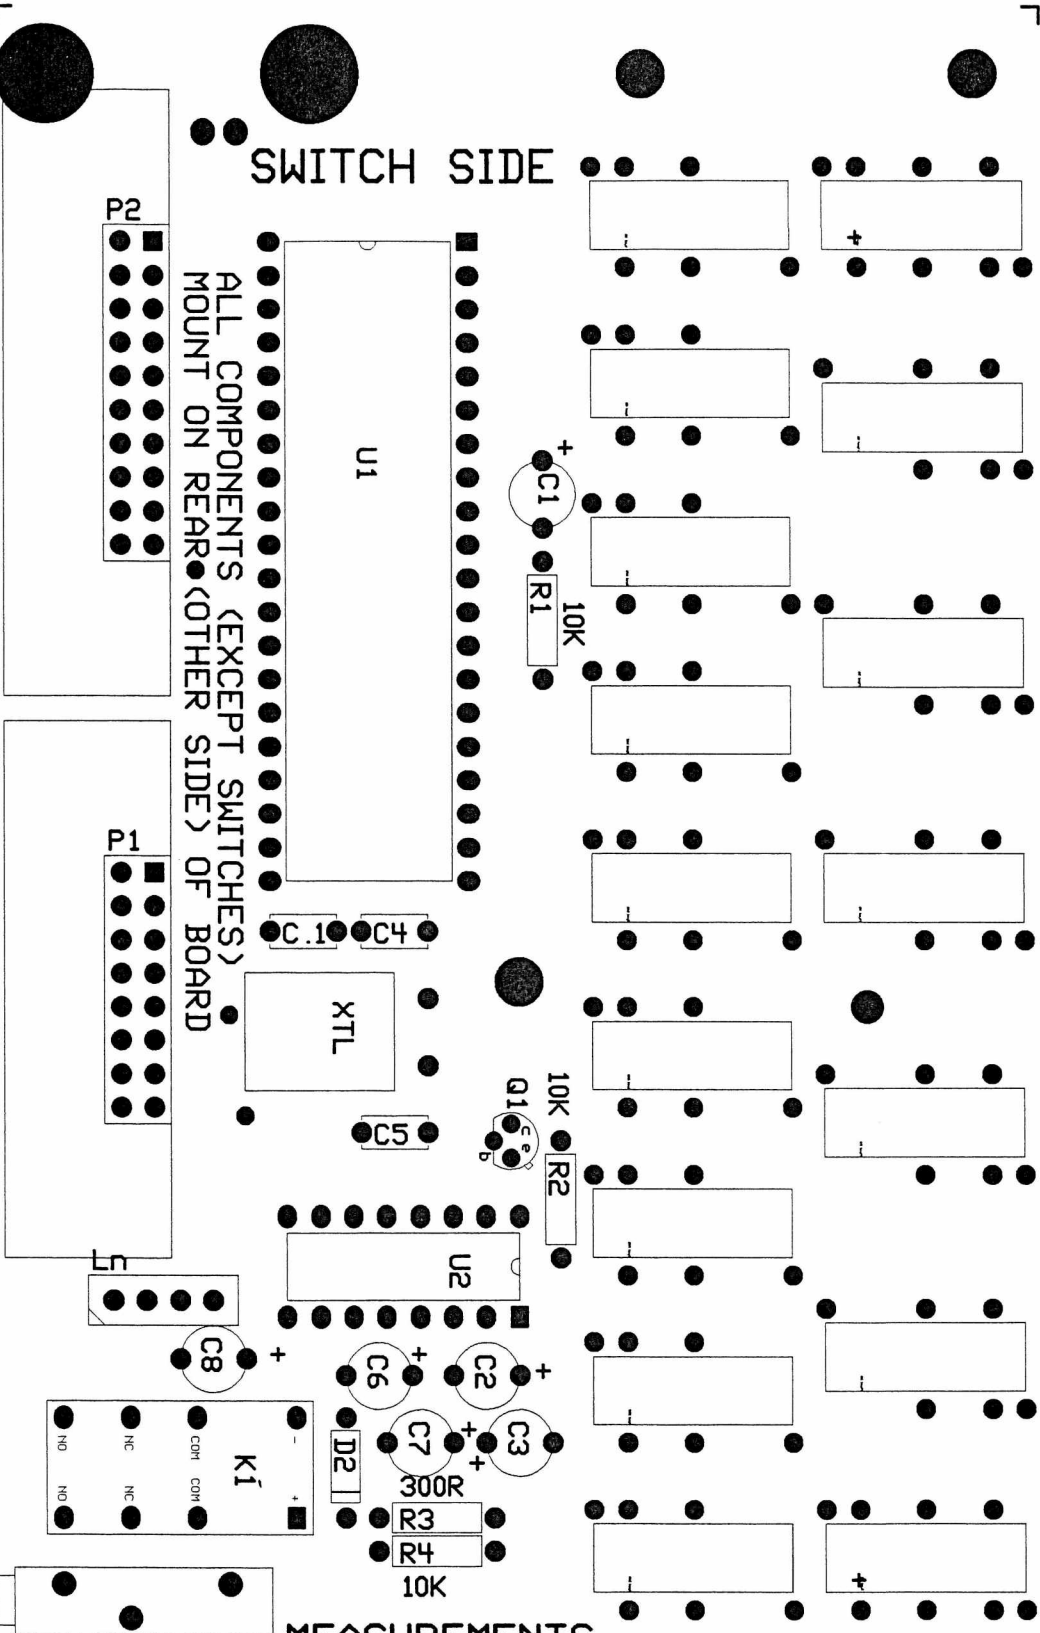 SWITCH SIDE
P2
ALL COMPONENTS (EXCEPT SWITCHES)
MOUNT ON REAR (OTHER SIDE) OF BOARD
U1
+
C1
R1
10K
P1
C.1
C4
XTL
C5
Q1
c
e
b
10K
R2
U2
Ln
C8
+
C6
+
C2
+
C7
+
C3
+
K1
NO
NC
COM
-
NO
NC
COM
+
D2
300R
R3
R4
10K
+
+
MEASUREMENTS